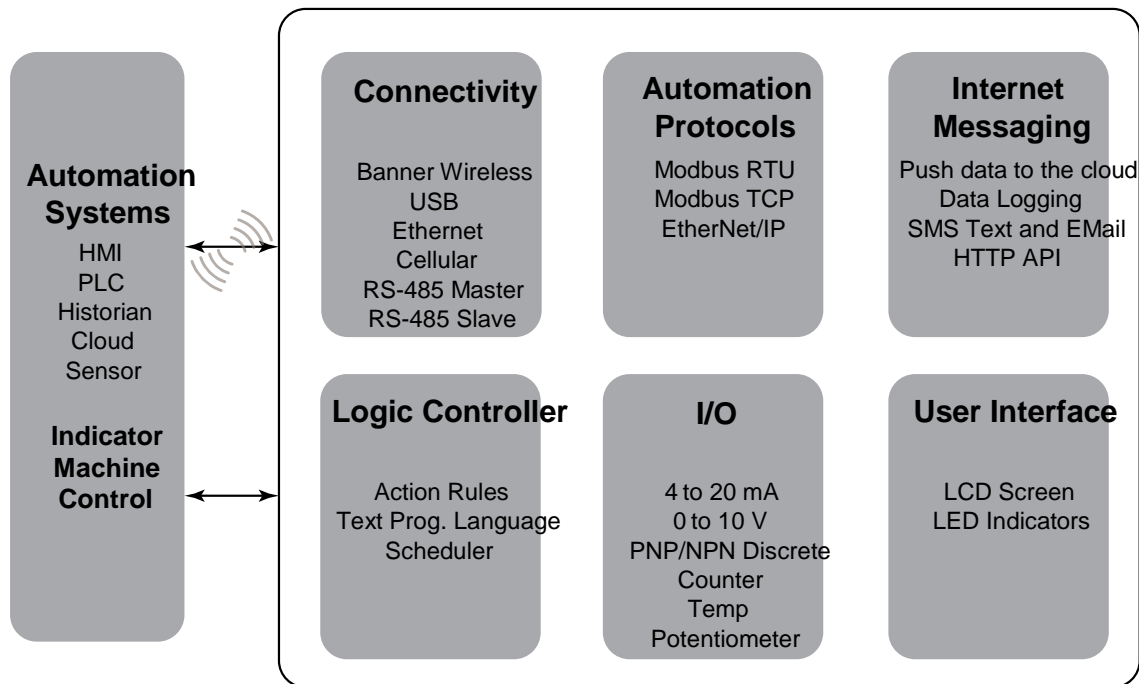 Automation
Systems
HMI
PLC
Historian
Cloud
Sensor
Indicator
Machine
Control
Connectivity
Banner Wireless
USB
Ethernet
Cellular
RS-485 Master
RS-485 Slave
Automation
Protocols
Modbus RTU
Modbus TCP
EtherNet/IP
Internet
Messaging
Push data to the cloud
Data Logging
SMS Text and EMail
HTTP API
Logic Controller
Action Rules
Text Prog. Language
Scheduler
I/O
4 to 20 mA
0 to 10 V
PNP/NPN Discrete
Counter
Temp
Potentiometer
User Interface
LCD Screen
LED Indicators